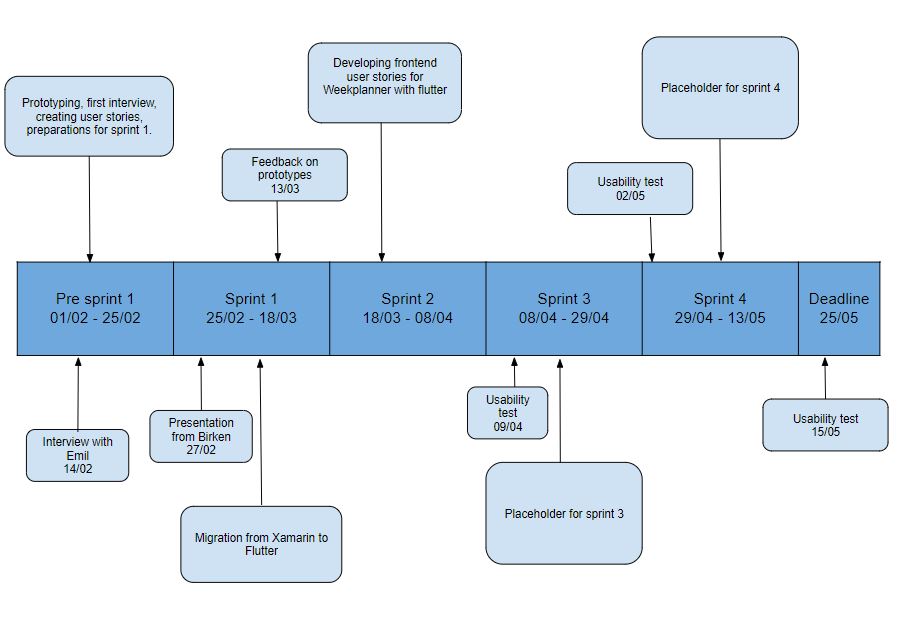 Developing frontend
user stories for
Weekplanner with flutter
Placeholder for sprint 4
Prototyping, first interview,
creating user stories,
preparations for sprint 1.
Feedback on
prototypes
13/03
Usability test
02/05
Pre sprint 1
01/02 - 25/02
Sprint 1
25/02 - 18/03
Sprint 2
18/03 - 08/04
Sprint 3
08/04 - 29/04
Sprint 4
29/04 - 13/05
Deadline
25/05
Interview with
Emil
14/02
Presentation
from Birken
27/02
Usability
test
09/04
Usability test
15/05
Migration from Xamarin to
Flutter
Placeholder for sprint 3